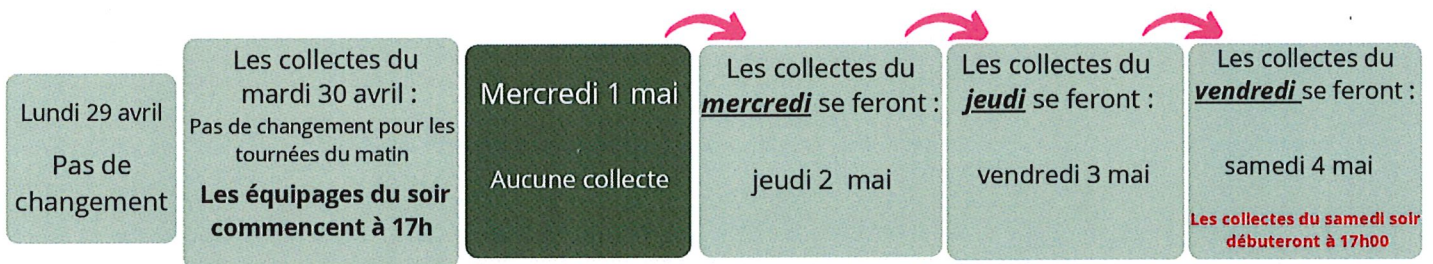 Lundi 29 avril
Pas de
changement
Les collectes du
mardi 30 avril :
Pas de changement pour les
tournées du matin
Les équipages du soir
commencent à 17h
Mercredi 1 mai
Aucune collecte
Les collectes du
mercredi se feront :
jeudi 2 mai
Les collectes du
jeudi se feront :
vendredi 3 mai
Les collectes du
vendredi se feront :
samedi 4 mai
Les collectes du samedi soir
débuteront à 17h00